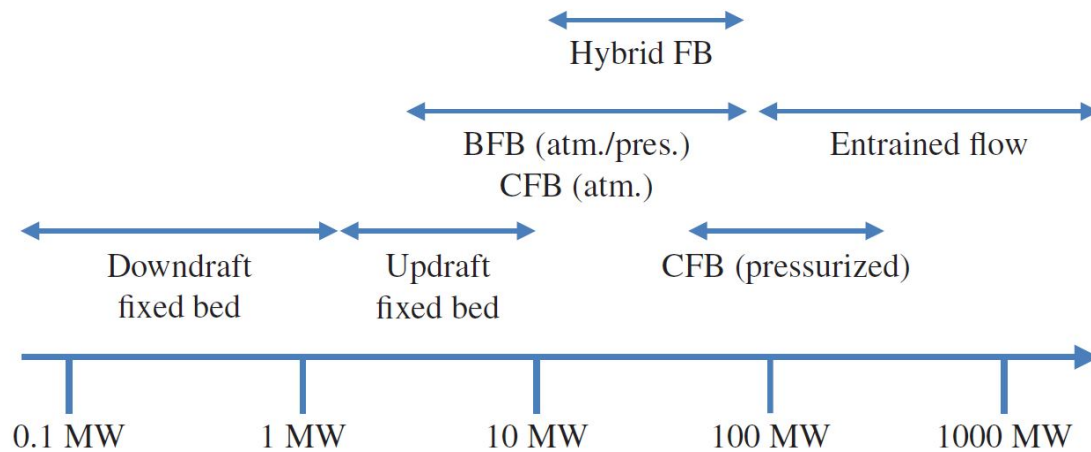 Hybrid FB
BFB (atm./pres.)
CFB (atm.)
Entrained flow
Downdraft
fixed bed
Updraft
fixed bed
CFB (pressurized)
0.1 MW
1 MW
10 MW
100 MW
1000 MW